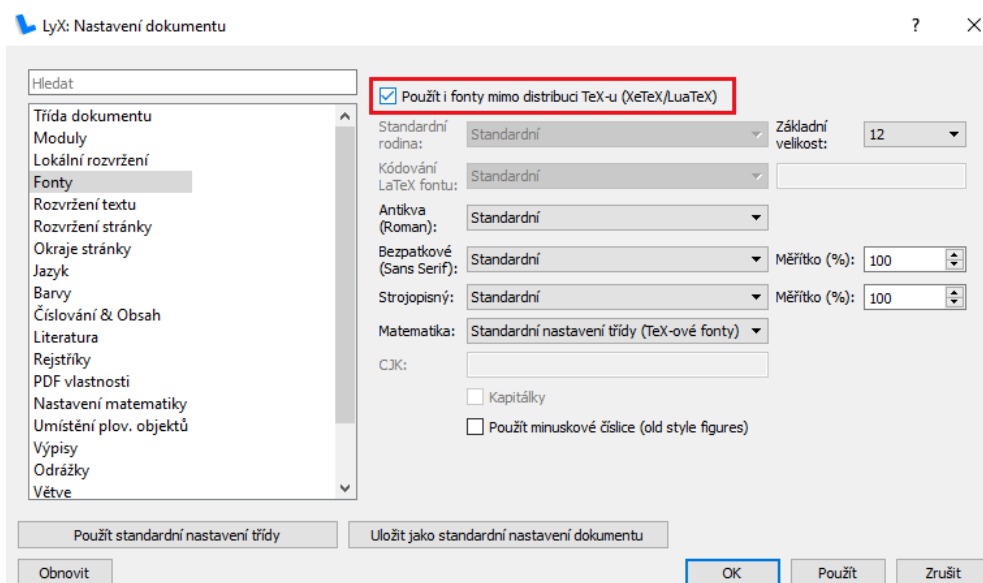 LyX: Nastavení dokumentu
?
Hledat
Třída dokumentu
Moduly
Lokální rozvržení
Fonty
Rozvržení textu
Rozvržení stránky
Okraje stránky
Jazyk
Barvy
Číslování & Obsah
Literatura
Rejstříky
PDF vlastnosti
Nastavení matematiky
Umístění plov. objektů
Výpisy
Odrážky
Větve
Použít i fonty mimo distribuci TeX-u (XeTeX/LuaTeX)
Standardní
rodina:
Standardní
Základní
velikost:
12
Kódování
LaTeX fontu:
Standardní
Antikva
(Roman):
Standardní
Bezpatkové
(Sans Serif):
Standardní
Měřítko (%):
100
Strojopisný:
Standardní
Měřítko (%):
100
Matematika:
Standardní nastavení třídy (TeX-ové fonty)
CJK:
Kapitálky
Použít minuskové číslice (old style figures)
Použít standardní nastavení třídy
Uložit jako standardní nastavení dokumentu
Obnovit
OK
Použít
Zrušit